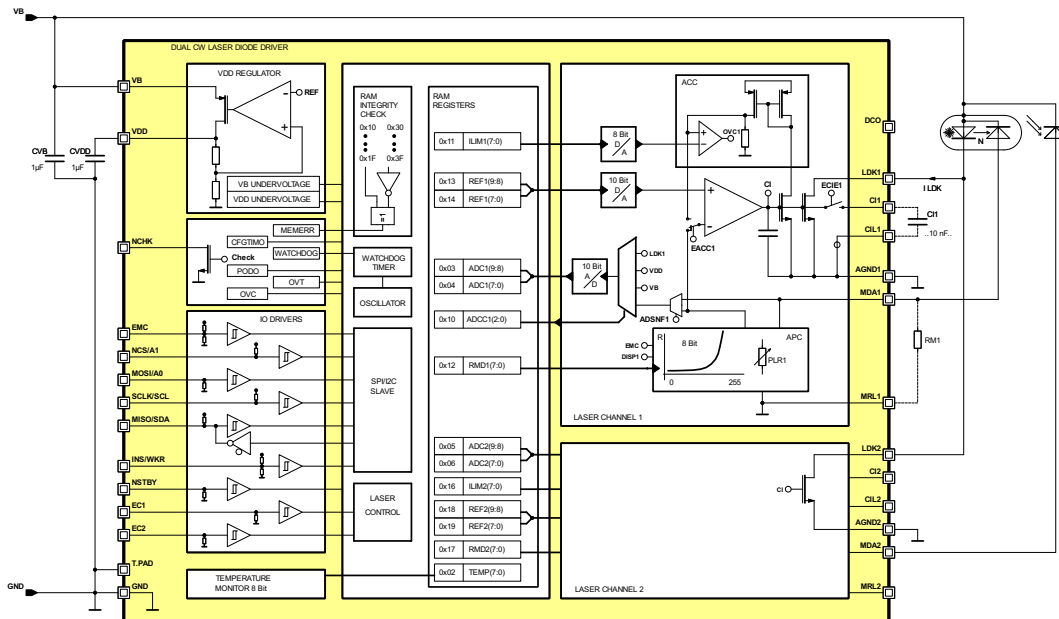 VB
DUAL CW LASER DIODE DRIVER
VB
VDD
CVB
1µF
CVDD
1µF
VDD REGULATOR
REF
VB UNDERVOLTAGE
VDD UNDERVOLTAGE
NCHK
Check
MEMERR
CFGTIMO
WATCHDOG
PODO
OVT
OVC
RAM
INTEGRITY
CHECK
0x10
0x30
0x1F
0x3F
=1
WATCHDOG
TIMER
OSCILLATOR
IO DRIVERS
EMC
NCS/A1
MOSI/A0
SCLK/SCL
MISO/SDA
INS/WKR
NSTBY
EC1
EC2
T.PAD
GND
GND
SPI/I2C
SLAVE
LASER
CONTROL
TEMPERATURE
MONITOR 8 Bit
RAM
REGISTERS
0x11 ILIM1(7:0)
0x13 REF1(9:8)
0x14 REF1(7:0)
0x03 ADC1(9:8)
0x04 ADC1(7:0)
0x10 ADCC1(2:0)
0x12 RMD1(7:0)
0x05 ADC2(9:8)
0x06 ADC2(7:0)
0x16 ILIM2(7:0)
0x18 REF2(9:8)
0x19 REF2(7:0)
0x17 RMD2(7:0)
0x02 TEMP(7:0)
8 Bit
D
A
10 Bit
D
A
10 Bit
A
D
ACC
OVC1
CI
ECIE1
EACC1
LDK1
VDD
VB
ADSNF1
EMC
DISP1
R
8 Bit
0
255
APC
PLR1
LASER CHANNEL 1
CI
LASER CHANNEL 2
DCO
LDK1
CI1
CIL1
AGND1
MDA1
MRL1
LDK2
CI2
CIL2
AGND2
MDA2
MRL2
N
I LDK
CI1
..10 nF..
RM1